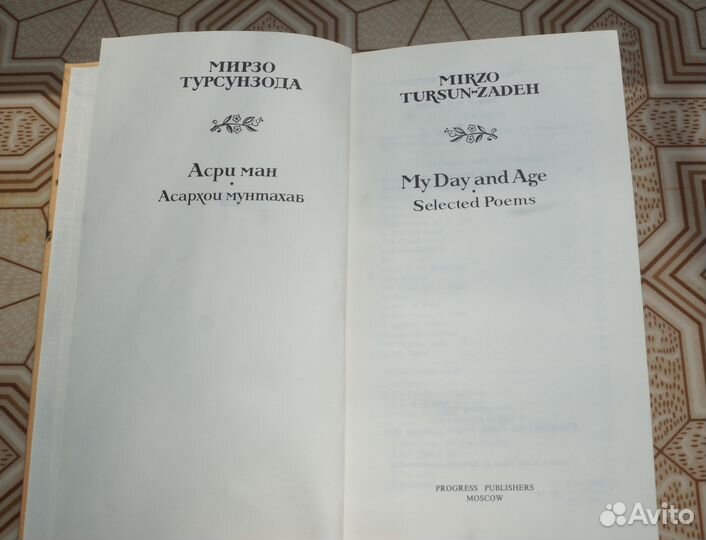 МИРЗО
ТУРСУНЗОДА
Асри ман
Асарҳои мунтахаб
MIRZO
TURSUN-ZADEH
My Day and Age
Selected Poems
PROGRESS PUBLISHERS
MOSCOW
Avito